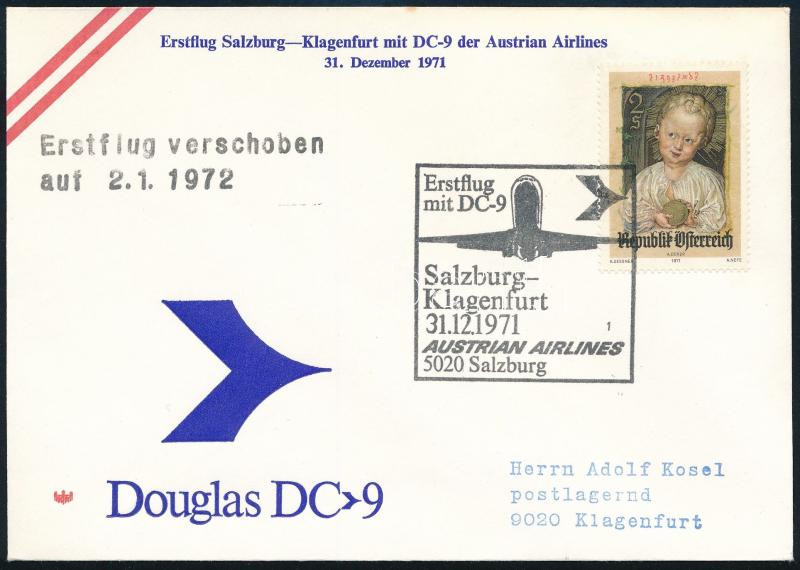 Erstflug Salzburg—Klagenfurt mit DC-9 der Austrian Airlines
31. Dezember 1971
Erstflug verschoben
auf 2.1. 1972
2 S
Republik Österreich
A. DÜRER
1971
Erstflug
mit DC-9
Salzburg–
Klagenfurt
31.12.1971
1
AUSTRIAN AIRLINES
5020 Salzburg
Douglas DC-9
Herrn Adolf Kosel
postlagernd
9020 Klagenfurt